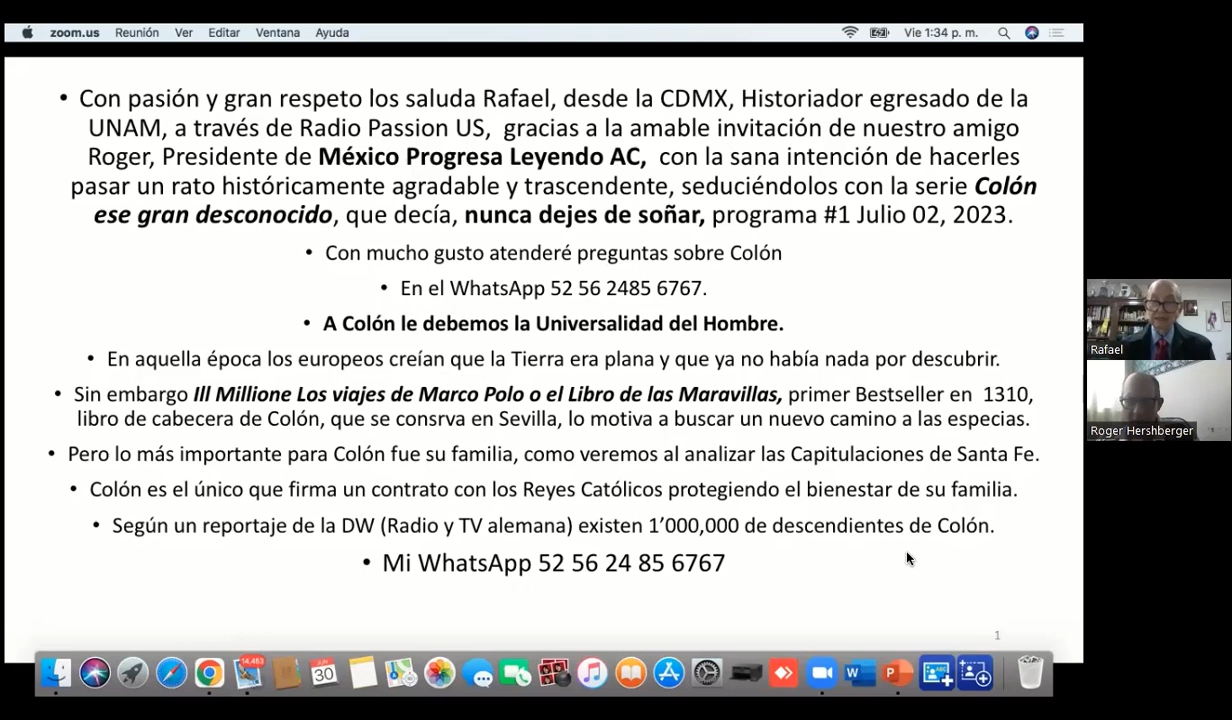 zoom.us Reunión Ver Editar Ventana Ayuda Vie 1:34 p. m.
• Con pasión y gran respeto los saluda Rafael, desde la CDMX, Historiador egresado de la
UNAM, a través de Radio Passion US, gracias a la amable invitación de nuestro amigo
Roger, Presidente de México Progresa Leyendo AC, con la sana intención de hacerles
pasar un rato históricamente agradable y trascendente, seduciéndolos con la serie Colón
ese gran desconocido, que decía, nunca dejes de soñar, programa #1 Julio 02, 2023.
• Con mucho gusto atenderé preguntas sobre Colón
• En el WhatsApp 52 56 2485 6767.
• A Colón le debemos la Universalidad del Hombre.
• En aquella época los europeos creían que la Tierra era plana y que ya no había nada por descubrir.
• Sin embargo Ill Millione Los viajes de Marco Polo o el Libro de las Maravillas, primer Bestseller en 1310,
libro de cabecera de Colón, que se consrva en Sevilla, lo motiva a buscar un nuevo camino a las especias.
• Pero lo más importante para Colón fue su familia, como veremos al analizar las Capitulaciones de Santa Fe.
• Colón es el único que firma un contrato con los Reyes Católicos protegiendo el bienestar de su familia.
• Según un reportaje de la DW (Radio y TV alemana) existen 1’000,000 de descendientes de Colón.
• Mi WhatsApp 52 56 24 85 6767
1
Rafael
Roger Hershberger
14,453
JUN
30
W
P
ABC